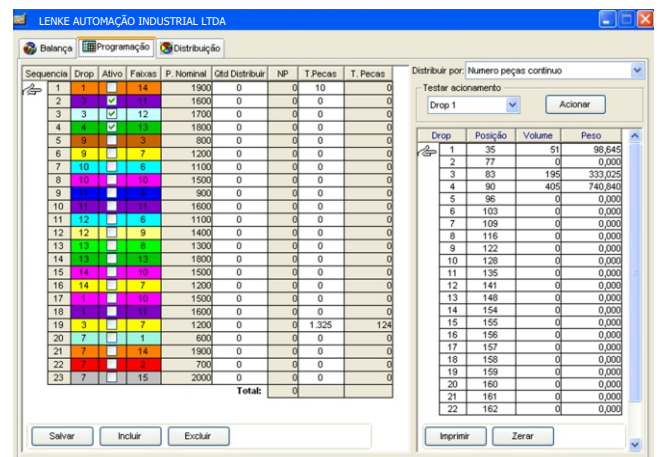 LENKE AUTOMAÇÃO INDUSTRIAL LTDA
Balança Programação Distribuição
Distribuir por: Numero peças continuo
Testar acionamento
Drop 1 Acionar
Sequencia Drop Ativo Faixas P. Nominal Qtd Distribuir NP T.Pecas T. Pecas
1 1 14 1900 0 0 10 0
2 11 1600 0 0 0 0
3 3 12 1700 0 0 0 0
4 4 13 1800 0 0 0 0
5 9 3 800 0 0 0 0
6 9 7 1200 0 0 0 0
7 10 6 1100 0 0 0 0
8 10 10 1500 0 0 0 0
9 900 0 0 0 0
10 11 11 1600 0 0 0 0
11 12 6 1100 0 0 0 0
12 12 9 1400 0 0 0 0
13 13 8 1300 0 0 0 0
14 13 13 1800 0 0 0 0
15 14 10 1500 0 0 0 0
16 14 7 1200 0 0 0 0
17 1 10 1500 0 0 0 0
18 11 1600 0 0 0 0
19 3 7 1200 0 0 1.325 124
20 7 1 600 0 0 0 0
21 7 14 1900 0 0 0 0
22 7 2 700 0 0 0 0
23 7 15 2000 0 0 0 0
Total: 0
Salvar Incluir Excluir
Drop Posição Volume Peso
1 35 51 98,645
2 77 0 0,000
3 83 195 333,025
4 90 405 740,840
5 96 0 0,000
6 103 0 0,000
7 109 0 0,000
8 116 0 0,000
9 122 0 0,000
10 128 0 0,000
11 135 0 0,000
12 141 0 0,000
13 148 0 0,000
14 154 0 0,000
15 155 0 0,000
16 156 0 0,000
17 157 0 0,000
18 158 0 0,000
19 159 0 0,000
20 160 0 0,000
21 161 0 0,000
22 162 0 0,000
Imprimir Zerar